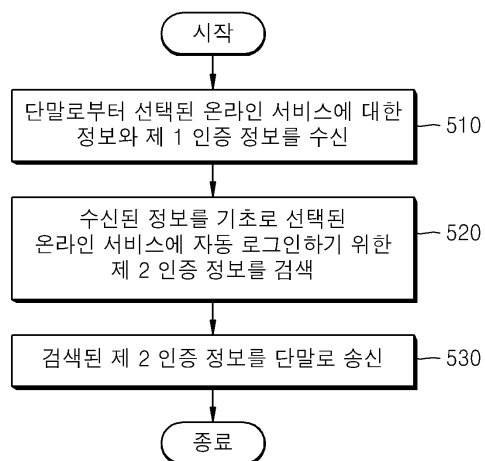 시작
단말로부터 선택된 온라인 서비스에 대한
정보와 제 1 인증 정보를 수신
510
수신된 정보를 기초로 선택된
온라인 서비스에 자동 로그인하기 위한
제 2 인증 정보를 검색
520
검색된 제 2 인증 정보를 단말로 송신
530
종료